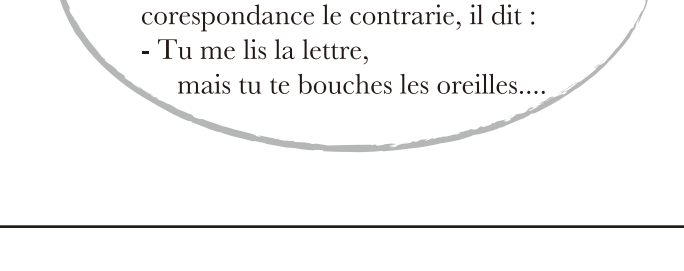 corespondance le contrarie, il dit :
- Tu me lis la lettre,
mais tu te bouches les oreilles....